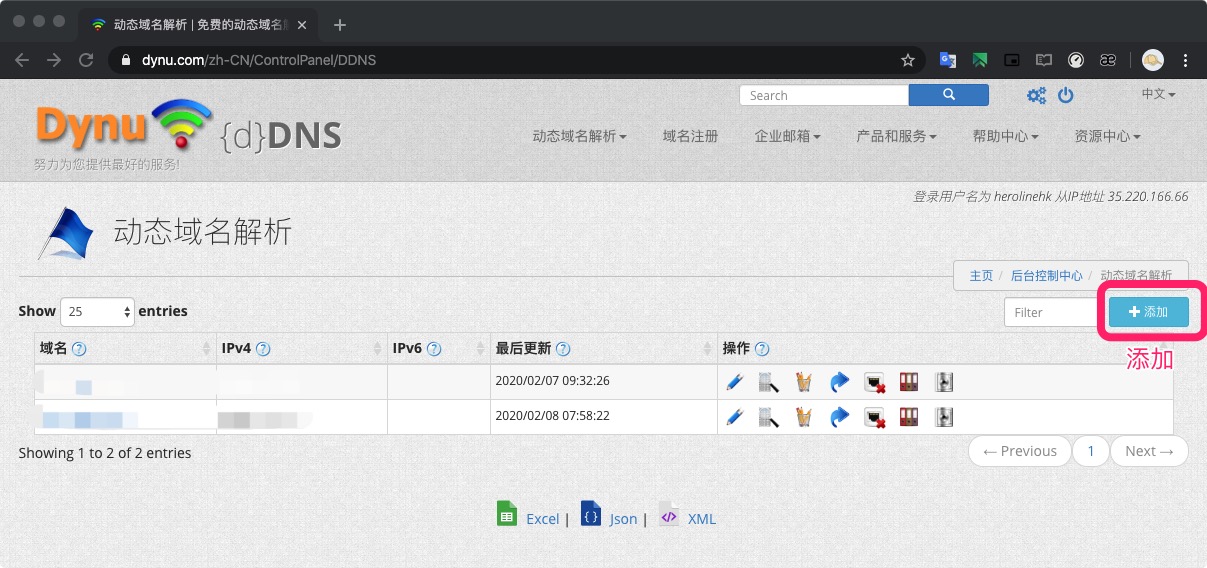 动态域名解析 | 免费的动态域名
dynu.com/zh-CN/ControlPanel/DDNS
Dynu {d}DNS
努力为您提供最好的服务!
Search
中文
动态域名解析 域名注册 企业邮箱 产品和服务 帮助中心 资源中心
登录用户名为 herolinehk 从IP地址 35.220.166.66
动态域名解析
主页 / 后台控制中心 / 动态域名解析
Show 25 entries
Filter
+ 添加
添加
域名 ? IPv4 ? IPv6 ? 最后更新 ? 操作 ?
2020/02/07 09:32:26
2020/02/08 07:58:22
Showing 1 to 2 of 2 entries
← Previous 1 Next →
Excel | Json | XML